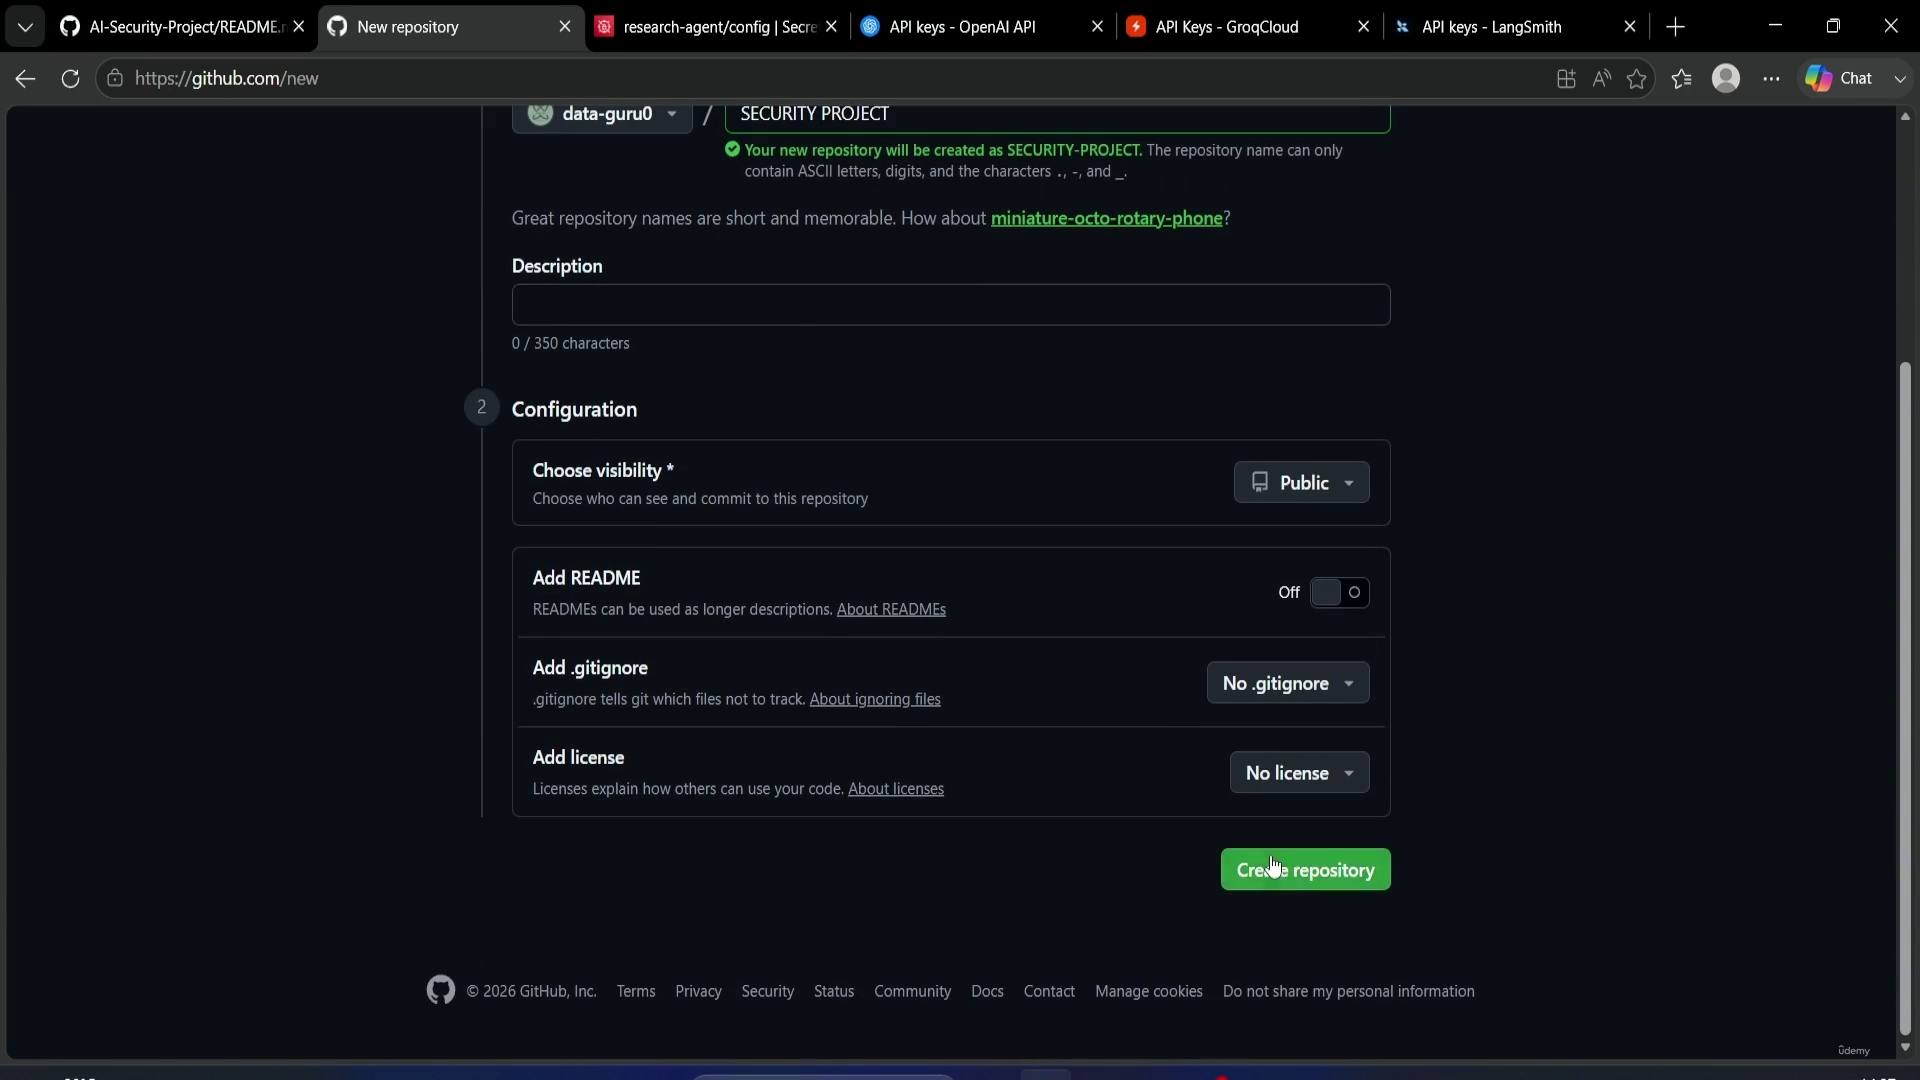 AI-Security-Project/README.m
New repository
research-agent/config | Secre
API keys - OpenAI API
API Keys - GroqCloud
API keys - LangSmith
https://github.com/new
Chat
data-guru0 / SECURITY PROJECT
Your new repository will be created as SECURITY-PROJECT. The repository name can only
contain ASCII letters, digits, and the characters ., -, and _.
Great repository names are short and memorable. How about miniature-octo-rotary-phone?
Description
0 / 350 characters
2 Configuration
Choose visibility *
Choose who can see and commit to this repository
Public
Add README
READMEs can be used as longer descriptions. About READMEs
Off
Add .gitignore
.gitignore tells git which files not to track. About ignoring files
No .gitignore
Add license
Licenses explain how others can use your code. About licenses
No license
Create repository
© 2026 GitHub, Inc. Terms Privacy Security Status Community Docs Contact Manage cookies Do not share my personal information
ûdemy